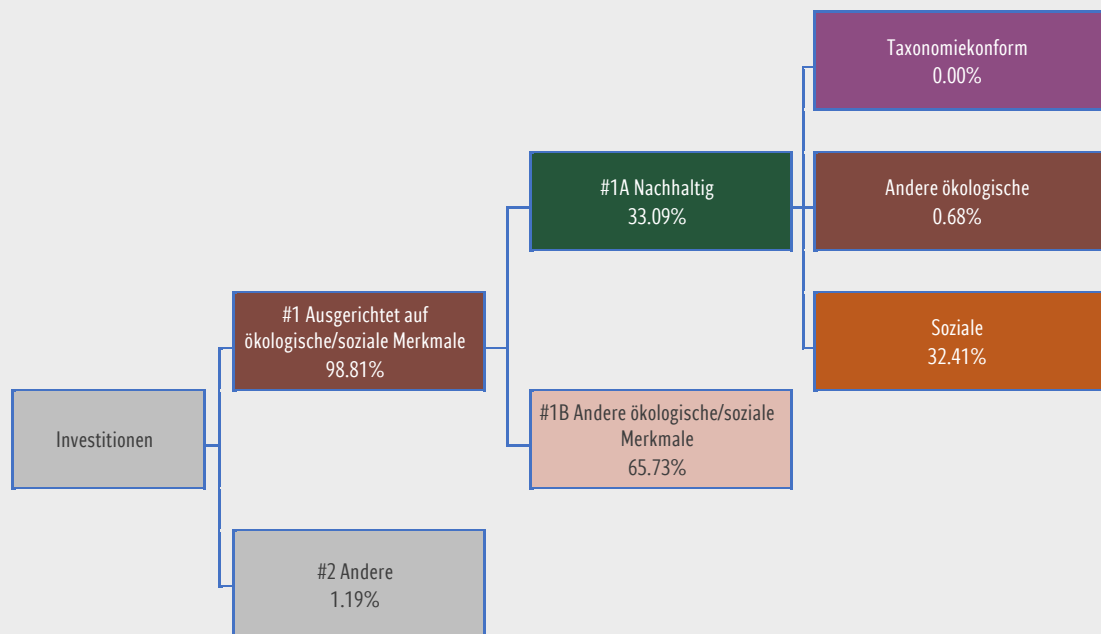 Taxonomiekonform
0.00%
#1A Nachhaltig
33.09%
Andere ökologische
0.68%
#1 Ausgerichtet auf
ökologische/soziale Merkmale
98.81%
Soziale
32.41%
Investitionen
#1B Andere ökologische/soziale
Merkmale
65.73%
#2 Andere
1.19%